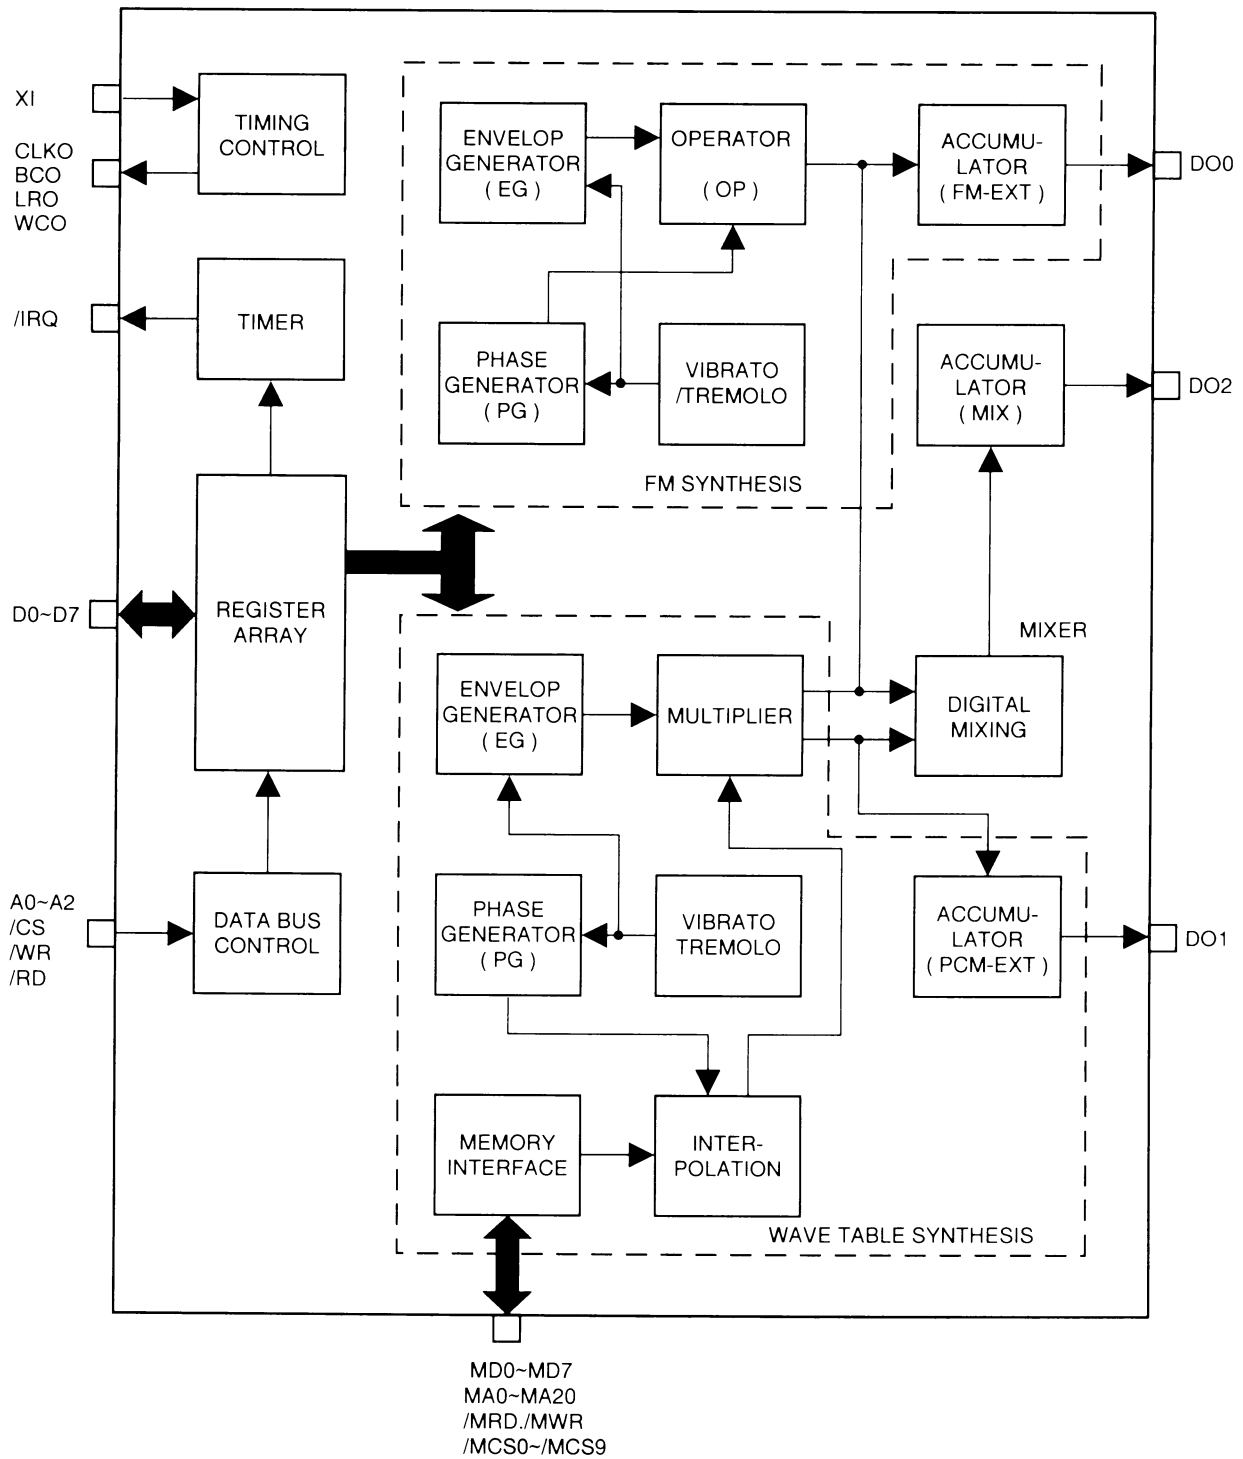 XI
CLKO
BCO
LRO
WCO
/IRQ
D0~D7
A0~A2
/CS
/WR
/RD
TIMING
CONTROL
TIMER
REGISTER
ARRAY
DATA BUS
CONTROL
ENVELOP
GENERATOR
( EG )
OPERATOR
( OP )
ACCUMU-
LATOR
( FM-EXT )
DO0
PHASE
GENERATOR
( PG )
VIBRATO
/TREMOLO
FM SYNTHESIS
ACCUMU-
LATOR
( MIX )
DO2
MIXER
ENVELOP
GENERATOR
( EG )
MULTIPLIER
DIGITAL
MIXING
PHASE
GENERATOR
( PG )
VIBRATO
TREMOLO
ACCUMU-
LATOR
( PCM-EXT )
DO1
MEMORY
INTERFACE
INTER-
POLATION
WAVE TABLE SYNTHESIS
MD0~MD7
MA0~MA20
/MRD./MWR
/MCS0~/MCS9